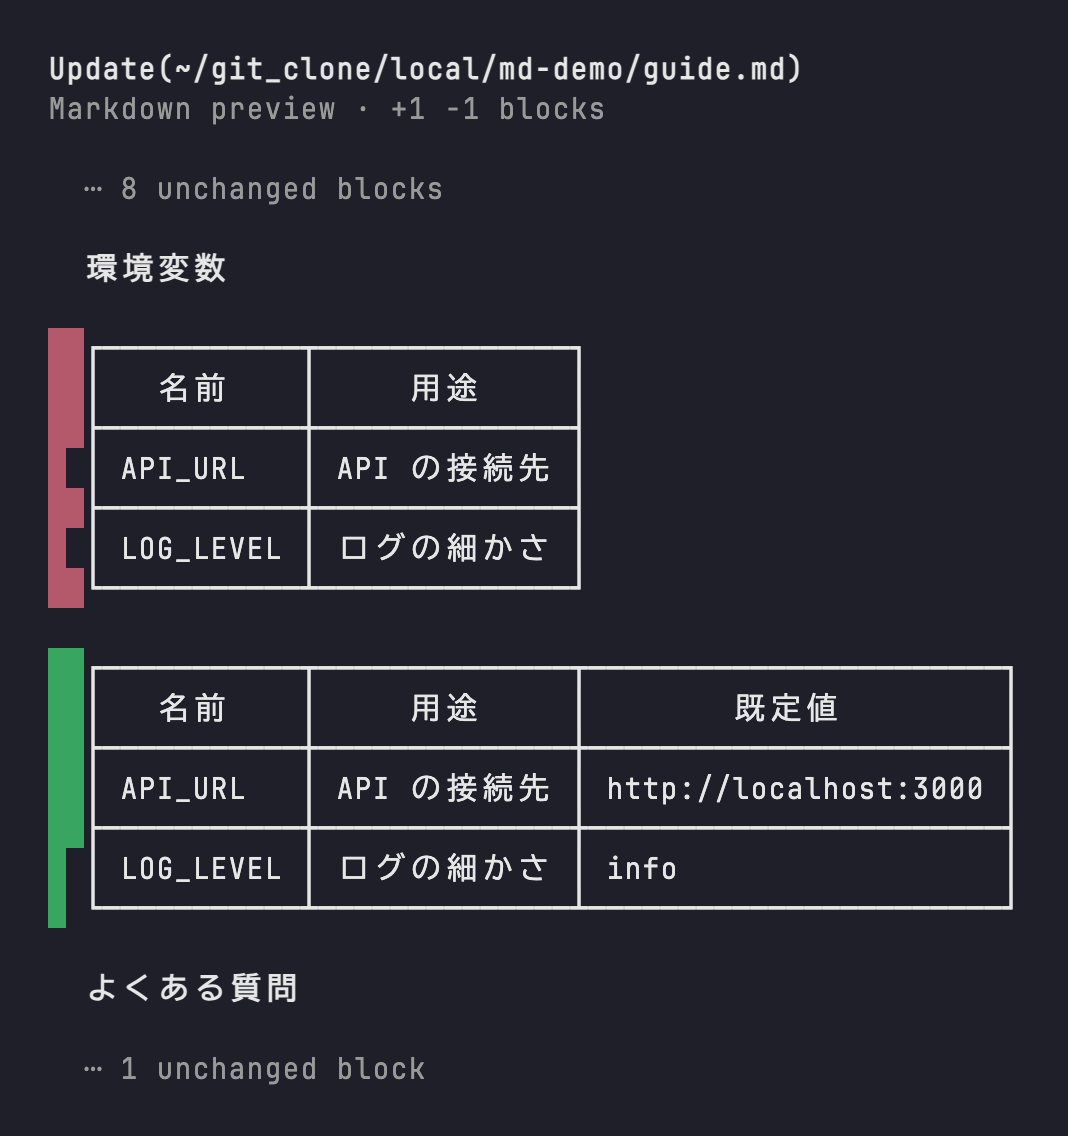 Update(~/git_clone/local/md-demo/guide.md)
Markdown preview · +1 -1 blocks
… 8 unchanged blocks
環境変数
名前 用途
API_URL API の接続先
LOG_LEVEL ログの細かさ
名前 用途 既定値
API_URL API の接続先 http://localhost:3000
LOG_LEVEL ログの細かさ info
よくある質問
… 1 unchanged block